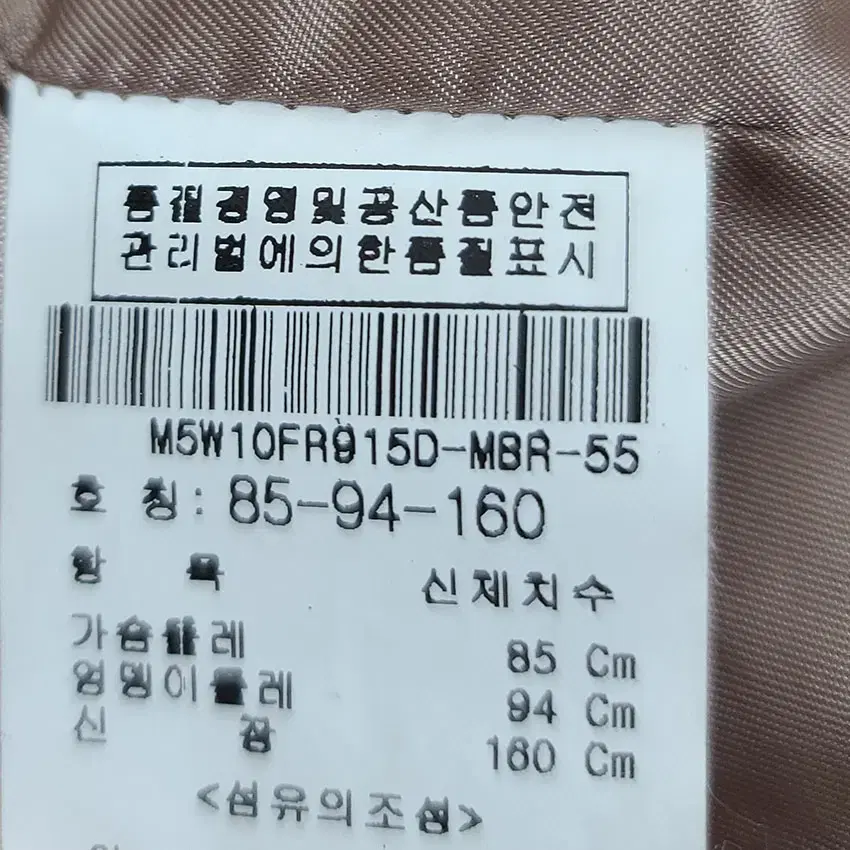 품질경영및공산품안전
관리법에의한품질표시
M5W10FR915D-MBR-55
호 칭: 85-94-160
항 목 신체치수
가슴둘레 85 Cm
엉덩이둘레 94 Cm
신 장 160 Cm
<섬유의조성>